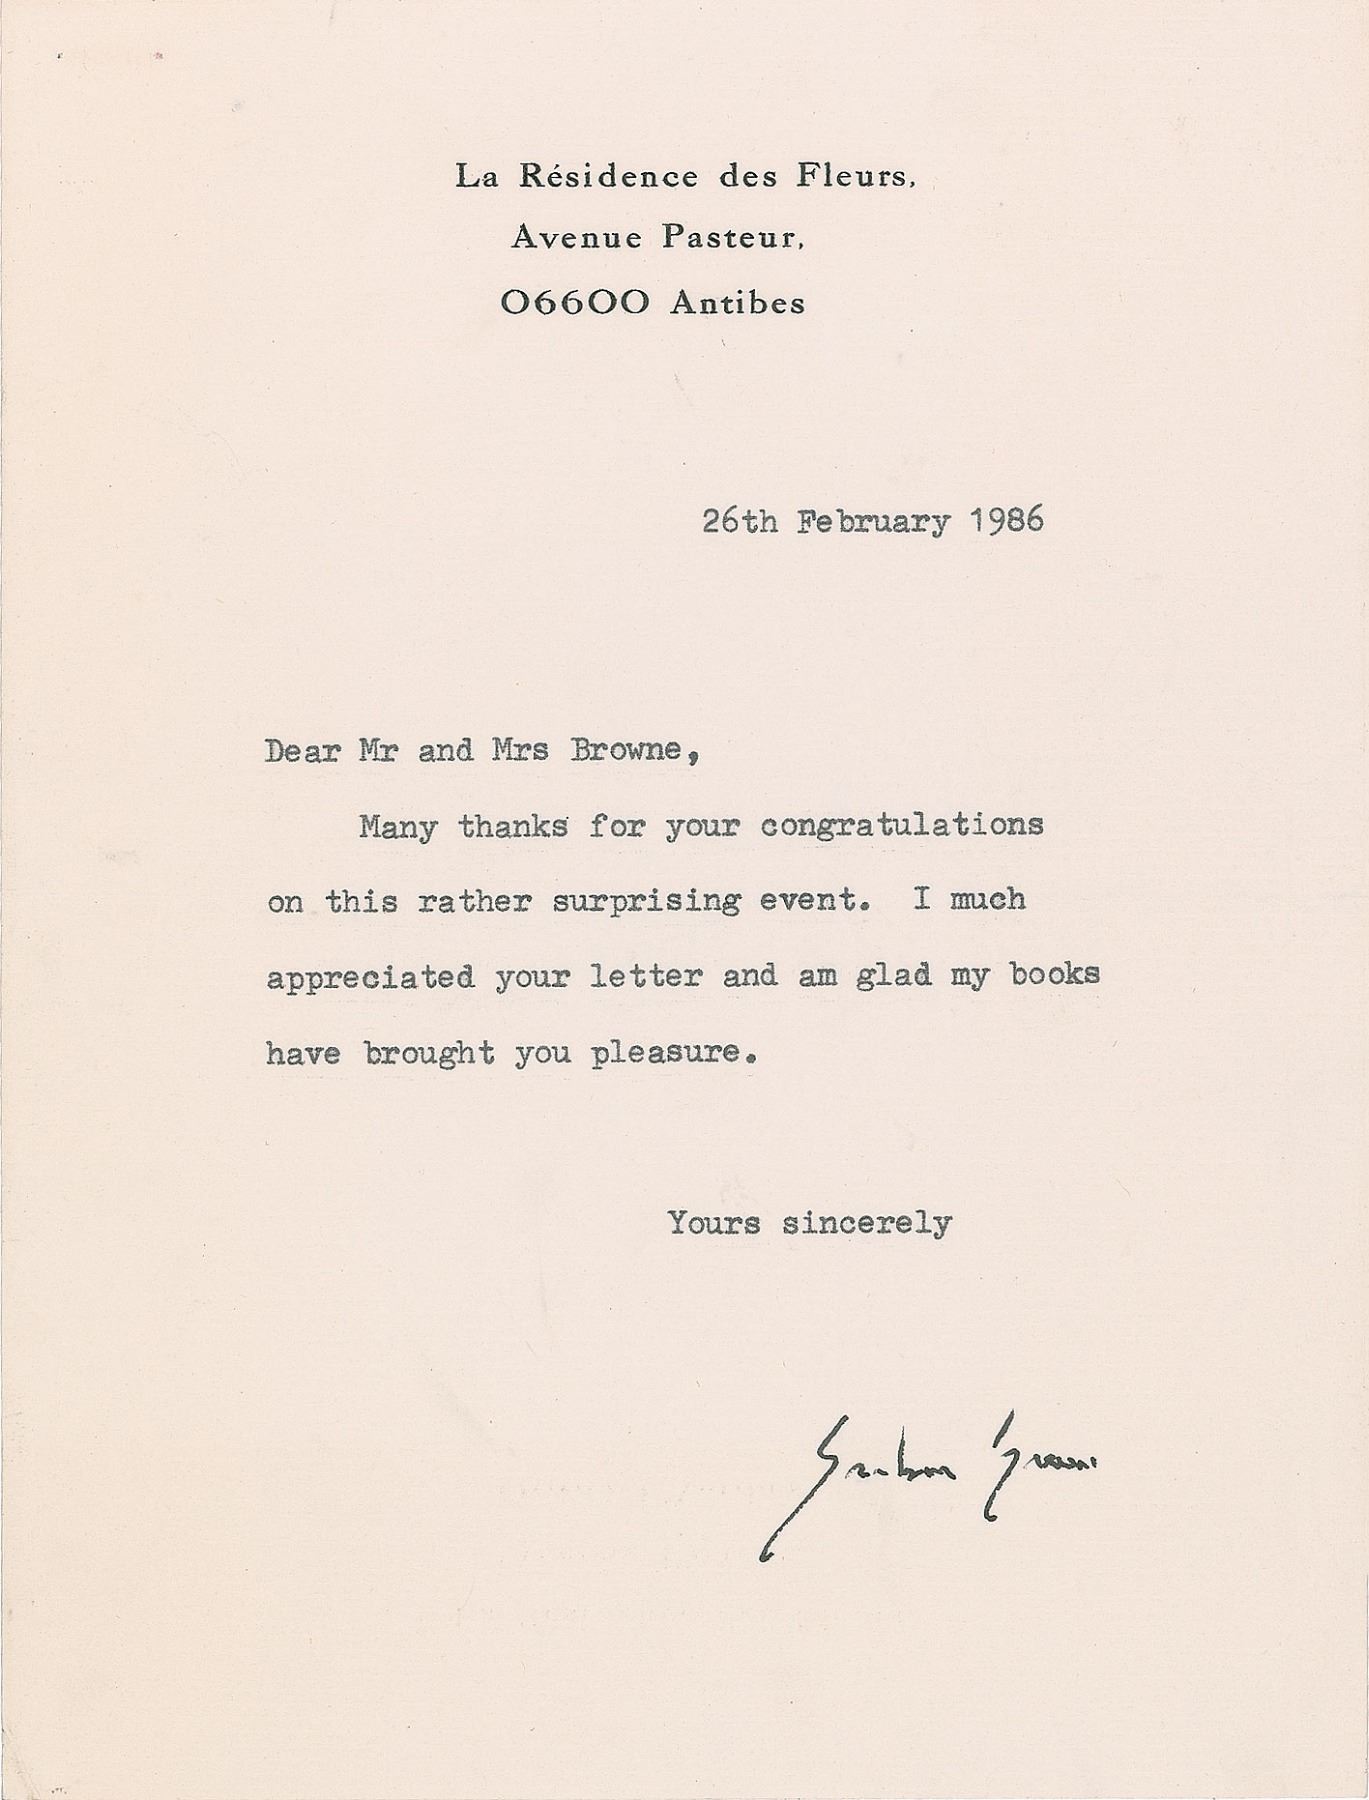 La Résidence des Fleurs,
Avenue Pasteur,
06600 Antibes
26th February 1986
Dear Mr and Mrs Browne,
Many thanks for your congratulations
on this rather surprising event. I much
appreciated your letter and am glad my books
have brought you pleasure.
Yours sincerely
Graham Greene